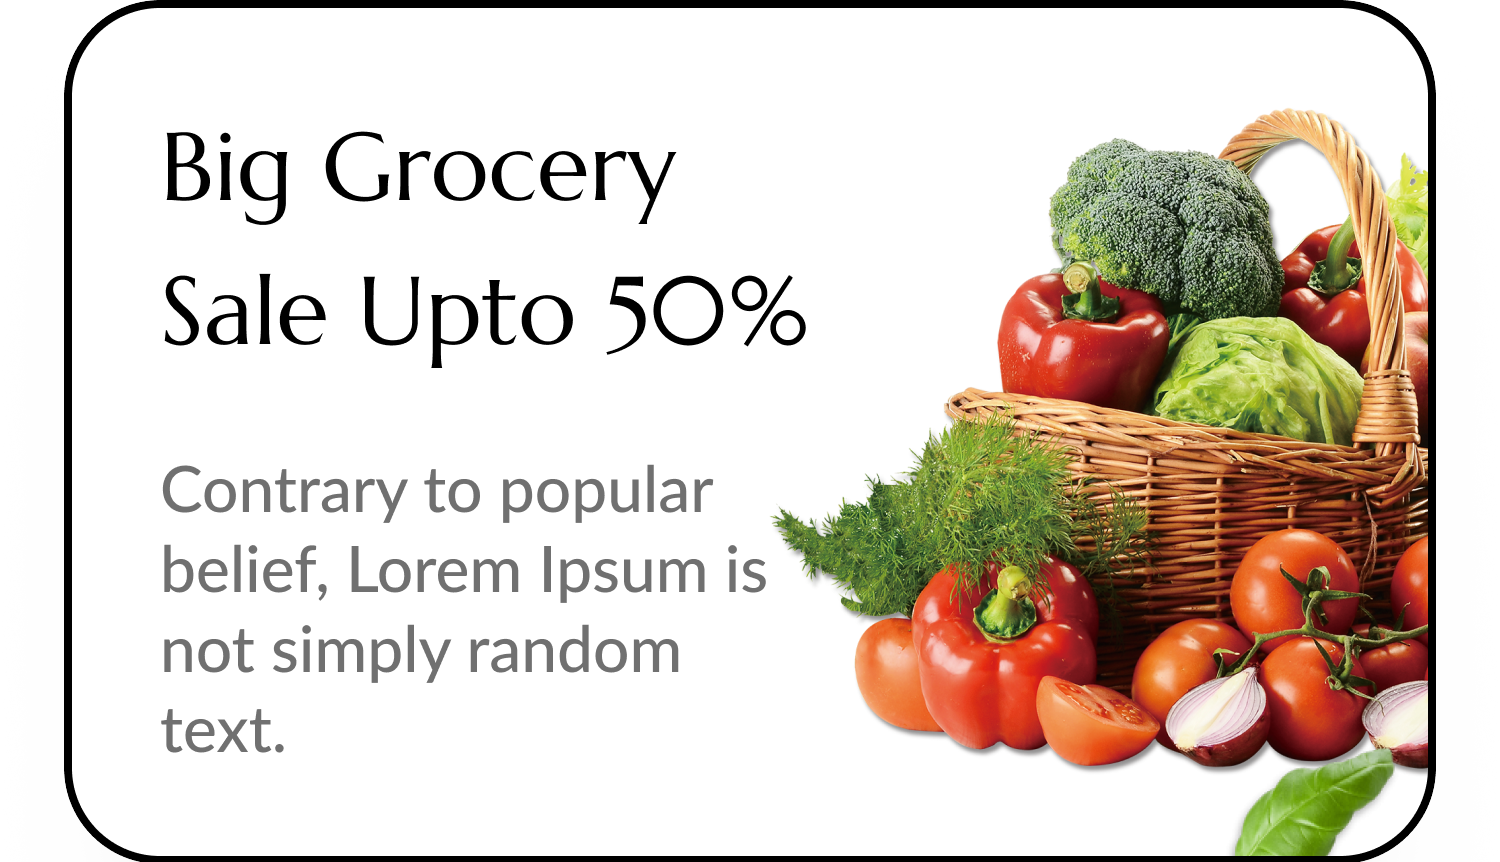 Big Grocery
Sale Upto 50%
Contrary to popular
belief, Lorem Ipsum is
not simply random
text.